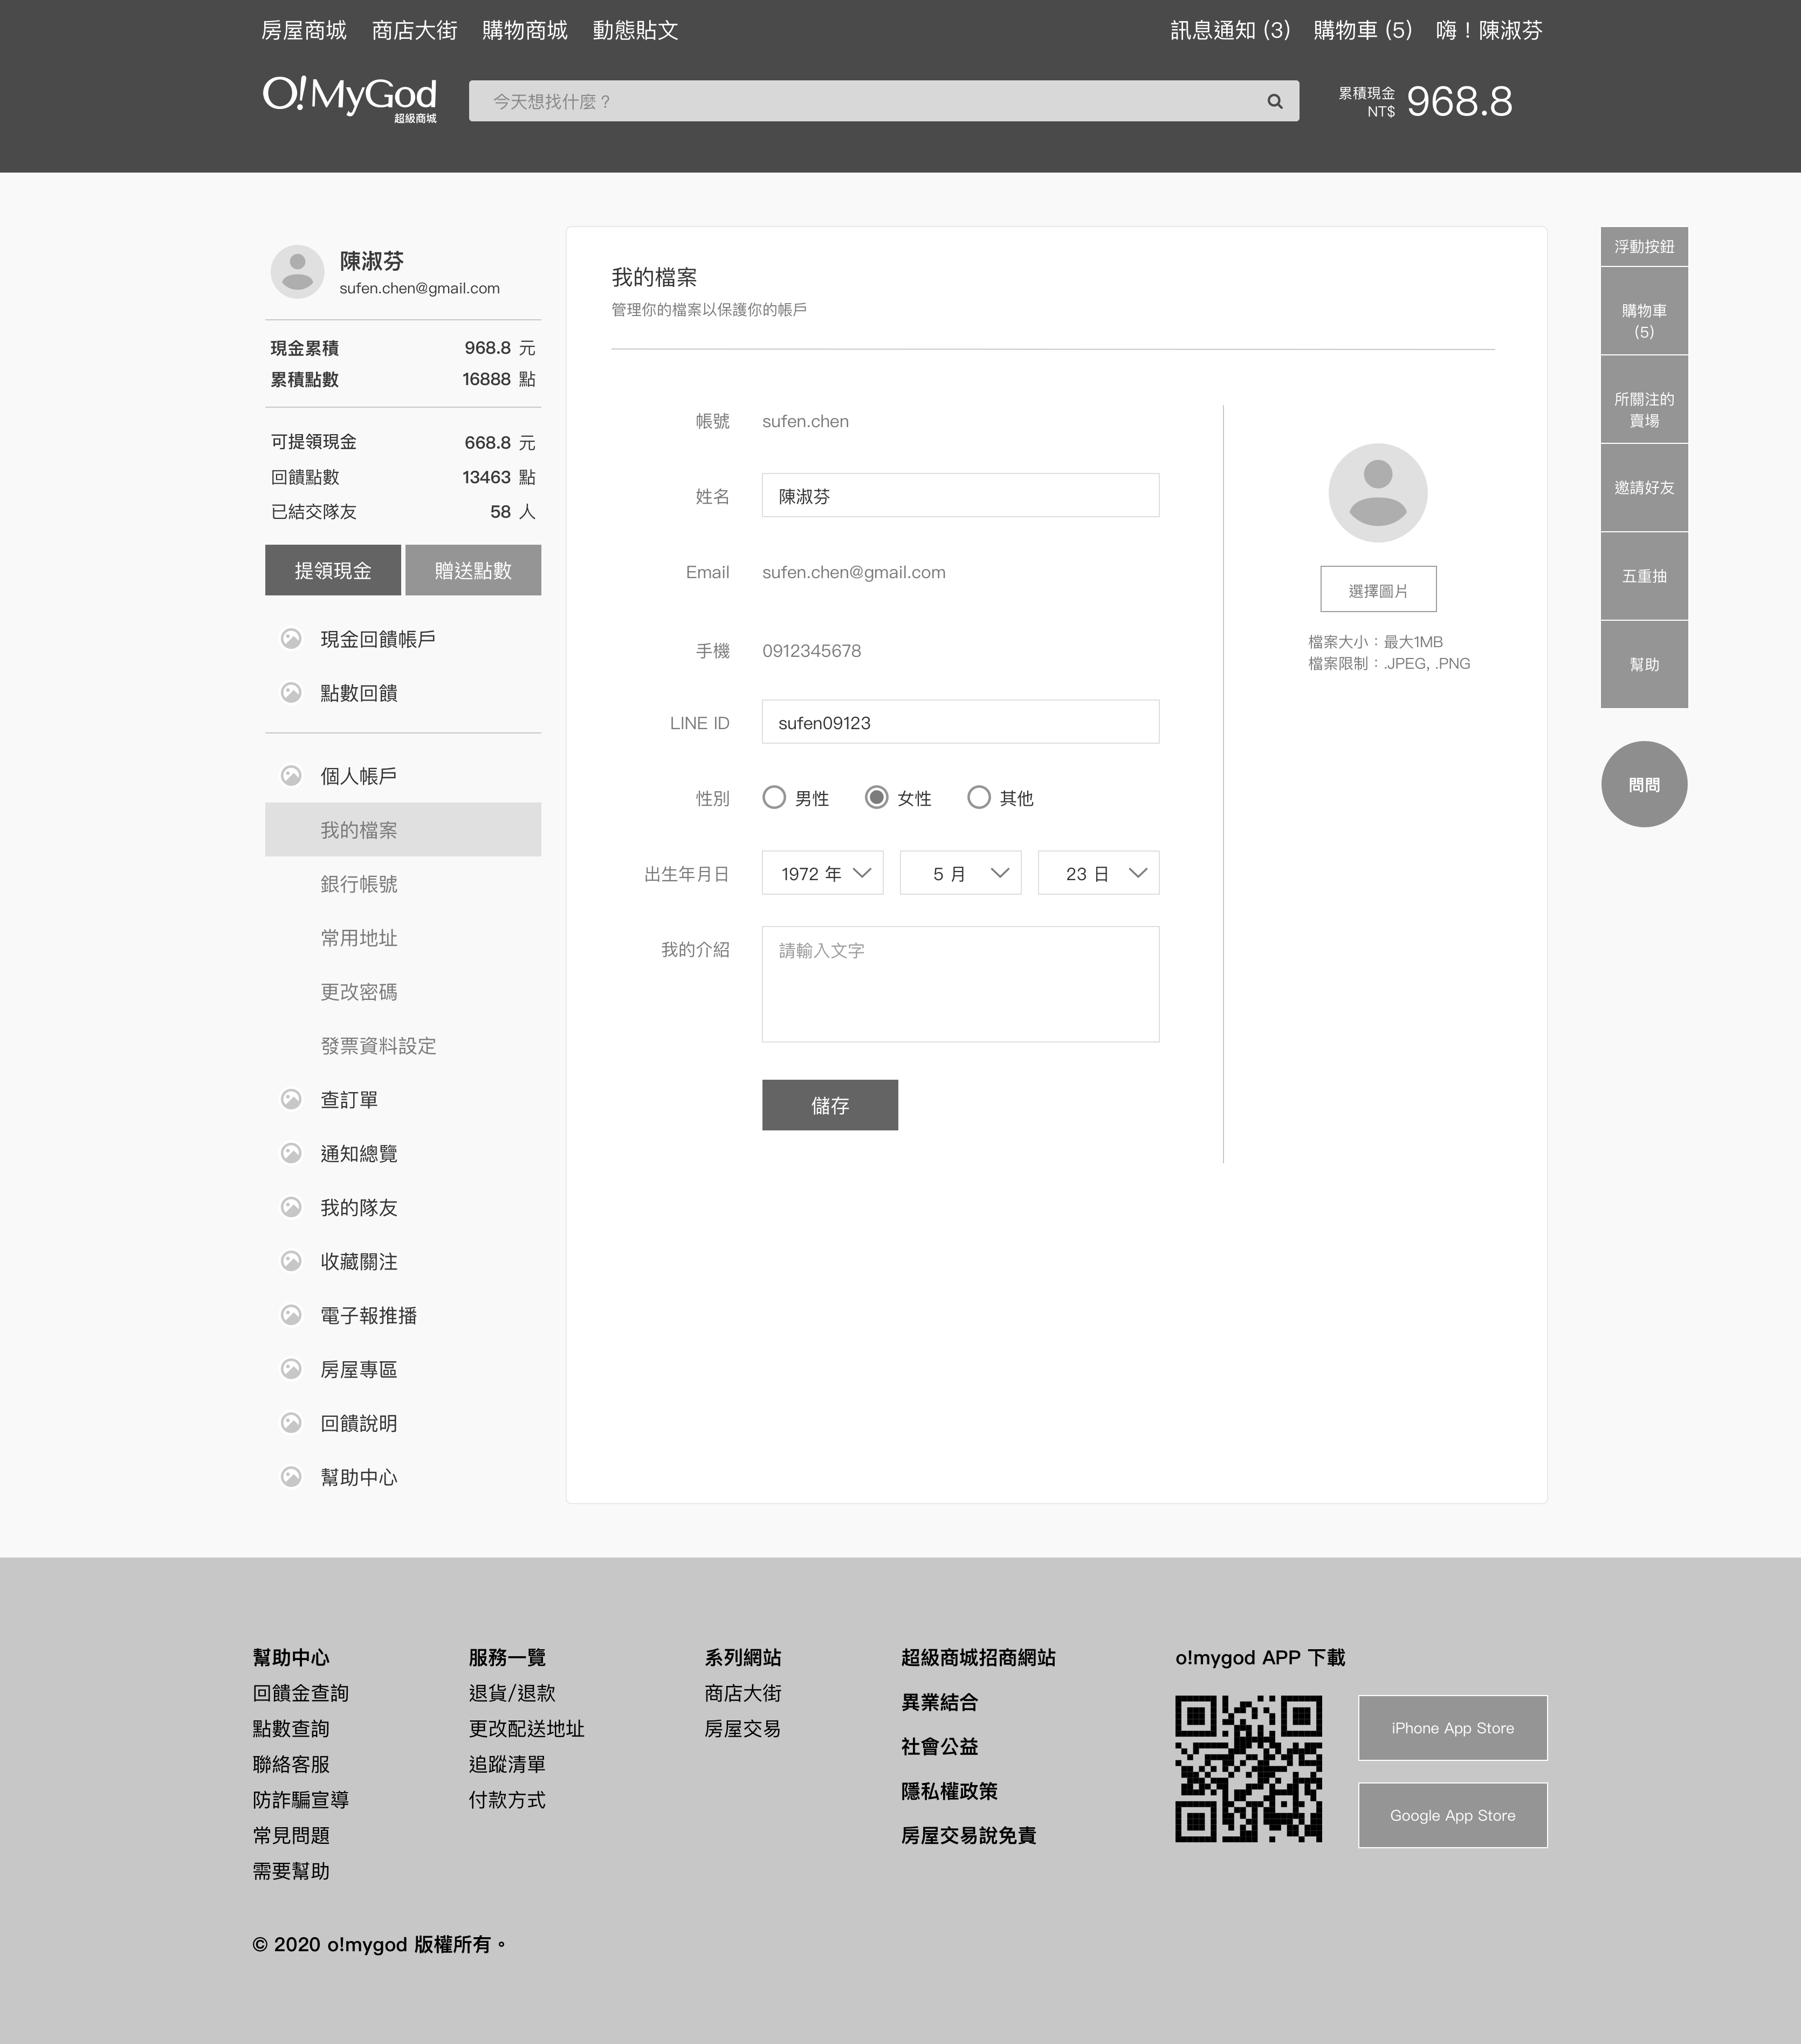 房屋商城 商店大街 購物商城 動態貼文 訊息通知 (3) 購物車 (5) 嗨！陳淑芬
O!MyGod
超級商城
今天想找什麼？
累積現金
NT$
968.8
陳淑芬
sufen.chen@gmail.com
現金累積 968.8 元
累積點數 16888 點
可提領現金 668.8 元
回饋點數 13463 點
已結交隊友 58 人
提領現金 贈送點數
現金回饋帳戶
點數回饋
個人帳戶
我的檔案
銀行帳號
常用地址
更改密碼
發票資料設定
查訂單
通知總覽
我的隊友
收藏關注
電子報推播
房屋專區
回饋說明
幫助中心
我的檔案
管理你的檔案以保護你的帳戶
帳號 sufen.chen
姓名 陳淑芬
Email sufen.chen@gmail.com
手機 0912345678
LINE ID sufen09123
性別 男性 女性 其他
出生年月日 1972 年 5 月 23 日
我的介紹 請輸入文字
儲存
選擇圖片
檔案大小：最大1MB
檔案限制：.JPEG, .PNG
浮動按鈕
購物車
(5)
所關注的
賣場
邀請好友
五重抽
幫助
問問
幫助中心
回饋金查詢
點數查詢
聯絡客服
防詐騙宣導
常見問題
需要幫助
服務一覽
退貨/退款
更改配送地址
追蹤清單
付款方式
系列網站
商店大街
房屋交易
超級商城招商網站
異業結合
社會公益
隱私權政策
房屋交易說免責
o!mygod APP 下載
iPhone App Store
Google App Store
© 2020 o!mygod 版權所有。